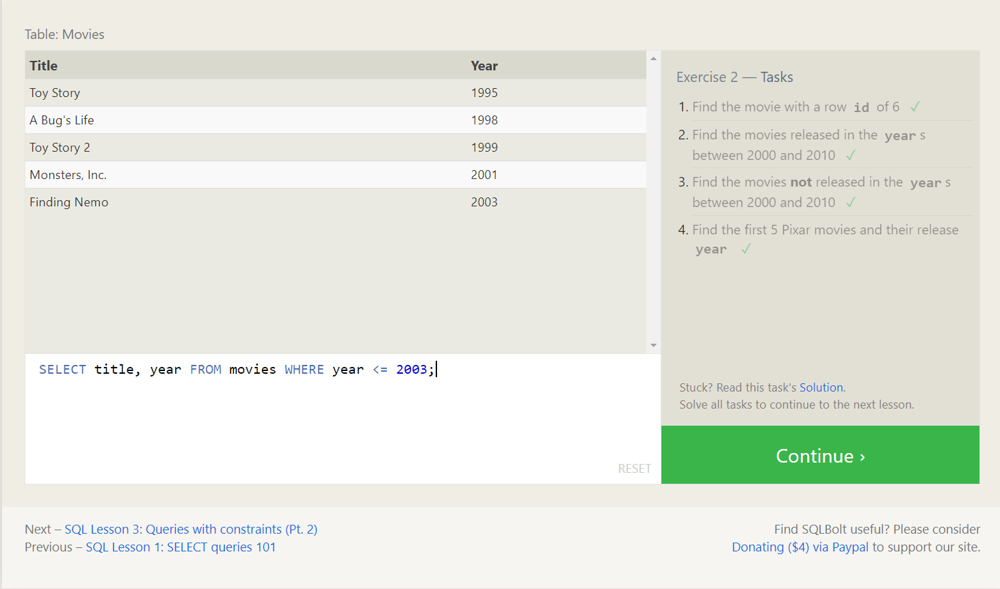 Table: Movies
Title Year
Toy Story 1995
A Bug's Life 1998
Toy Story 2 1999
Monsters, Inc. 2001
Finding Nemo 2003
SELECT title, year FROM movies WHERE year <= 2003;
RESET
Exercise 2 — Tasks
1. Find the movie with a row id of 6 ✓
2. Find the movies released in the year s
between 2000 and 2010 ✓
3. Find the movies not released in the year s
between 2000 and 2010 ✓
4. Find the first 5 Pixar movies and their release
year ✓
Stuck? Read this task's Solution.
Solve all tasks to continue to the next lesson.
Continue ›
Next – SQL Lesson 3: Queries with constraints (Pt. 2)
Previous – SQL Lesson 1: SELECT queries 101
Find SQLBolt useful? Please consider
Donating ($4) via Paypal to support our site.